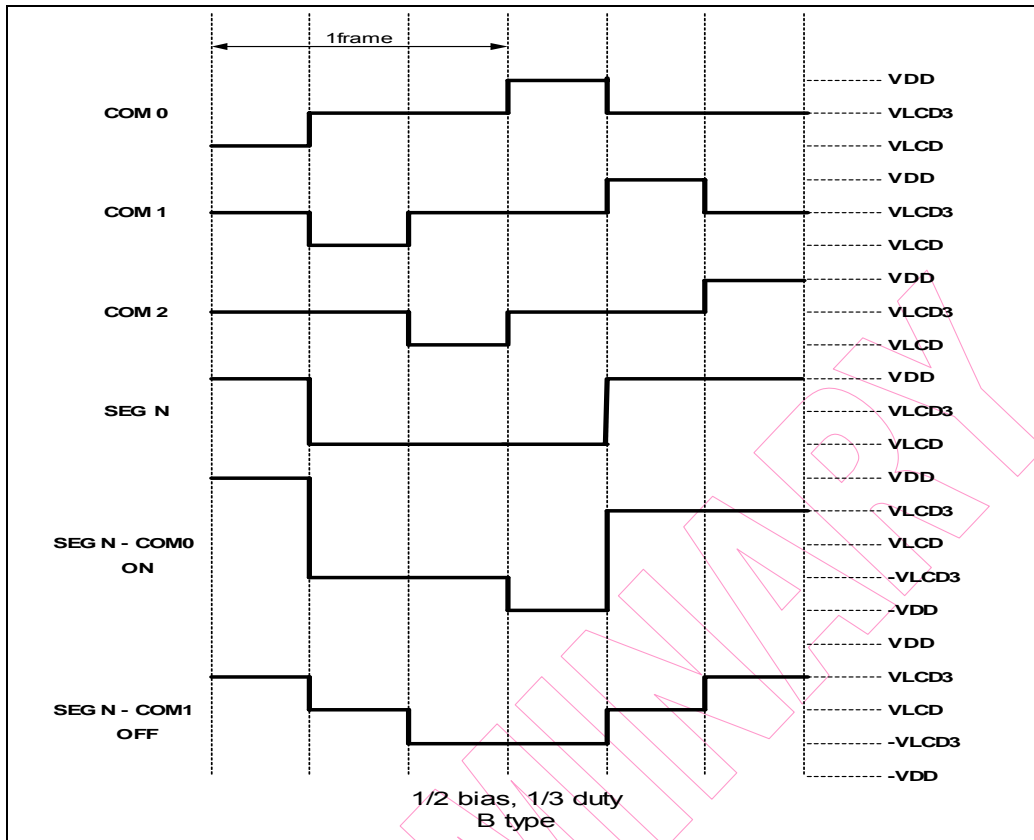 1frame
VDD
COM 0
VLCD3
VLCD
VDD
COM 1
VLCD3
VLCD
VDD
COM 2
VLCD3
VLCD
VDD
SEG N
VLCD3
VLCD
VDD
VLCD3
SEG N - COM0
ON
VLCD
-VLCD3
-VDD
VDD
VLCD3
SEG N - COM1
OFF
VLCD
-VLCD3
-VDD
1/2 bias, 1/3 duty
B type